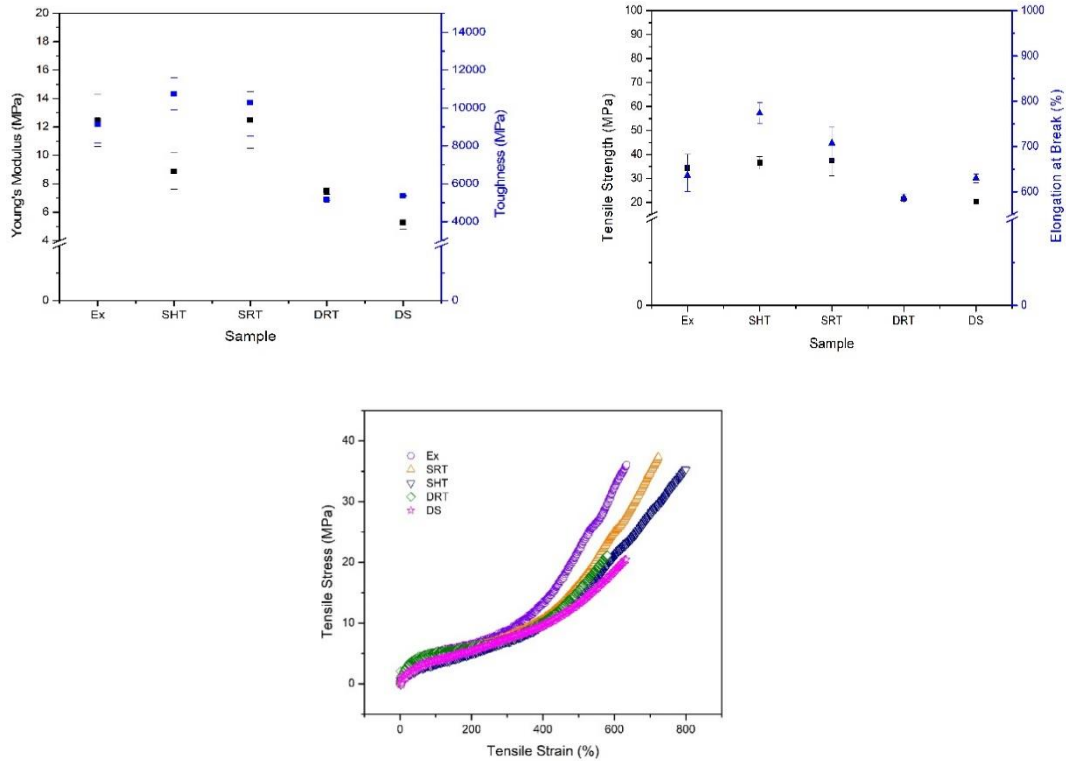 20
18
16
14
12
10
8
6
4
0
Young's Modulus (MPa)
14000
12000
10000
8000
6000
4000
0
Toughness (MPa)
Ex SHT SRT DRT DS
Sample
100
90
80
70
60
50
40
30
20
0
Tensile Strength (MPa)
1000
900
800
700
600
0
Elongation at Break (%)
Ex SHT SRT DRT DS
Sample
40
30
20
10
0
Tensile Stress (MPa)
Ex
SRT
SHT
DRT
DS
0 200 400 600 800
Tensile Strain (%)